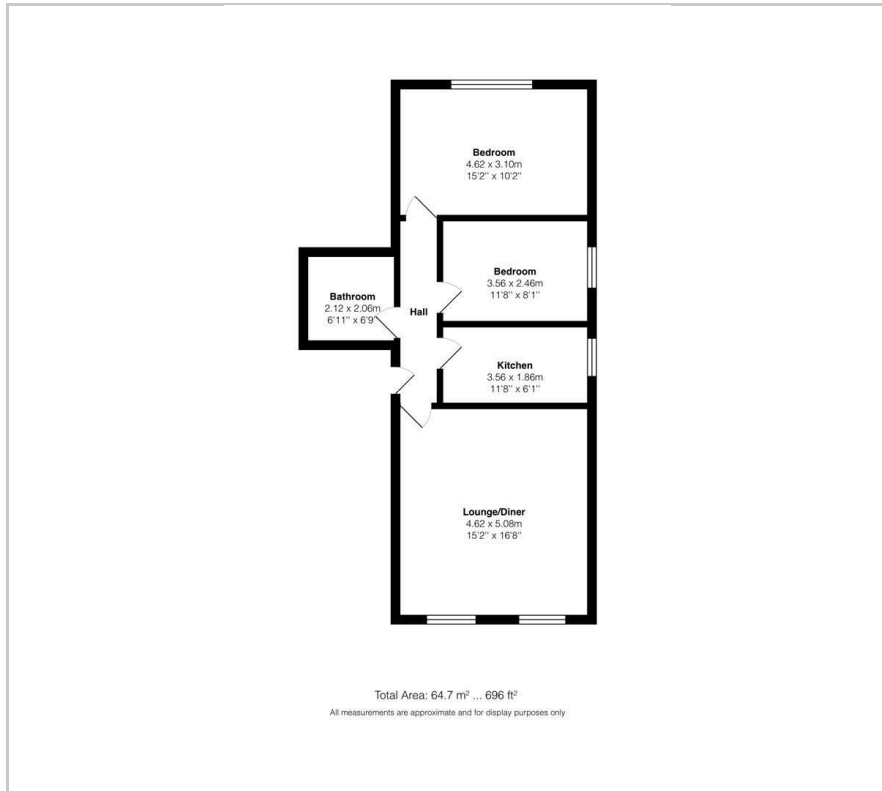 Bedroom
4.62 x 3.10m
15'2'' x 10'2''
Bedroom
3.56 x 2.46m
11'8'' x 8'1''
Bathroom
2.12 x 2.06m
6'11'' x 6'9''
Hall
Kitchen
3.56 x 1.86m
11'8'' x 6'1''
Lounge/Diner
4.62 x 5.08m
15'2'' x 16'8''
Total Area: 64.7 m² ... 696 ft²
All measurements are approximate and for display purposes only